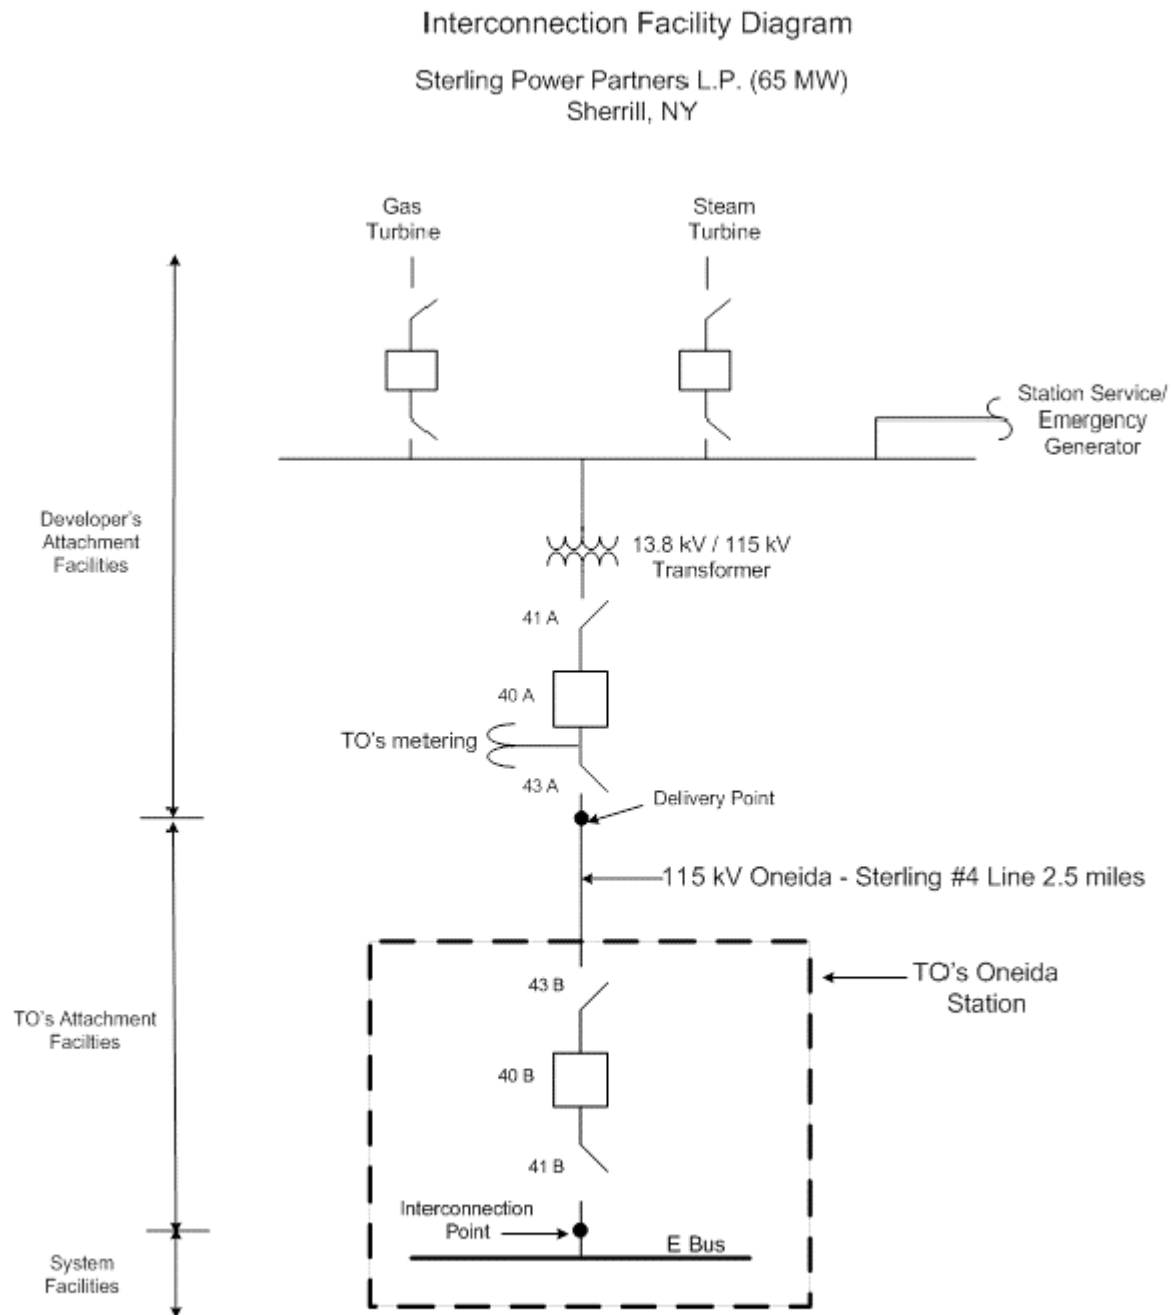 Interconnection Facility Diagram
Sterling Power Partners L.P. (65 MW)
Sherrill, NY
Gas
Turbine
Steam
Turbine
Station Service/
Emergency
Generator
Developer's
Attachment
Facilities
13.8 kV / 115 kV
Transformer
41 A
40 A
TO's metering
43 A
Delivery Point
115 kV Oneida - Sterling #4 Line 2.5 miles
TO's Oneida
Station
43 B
TO's Attachment
Facilties
40 B
41 B
Interconnection
Point
E Bus
System
Facilities